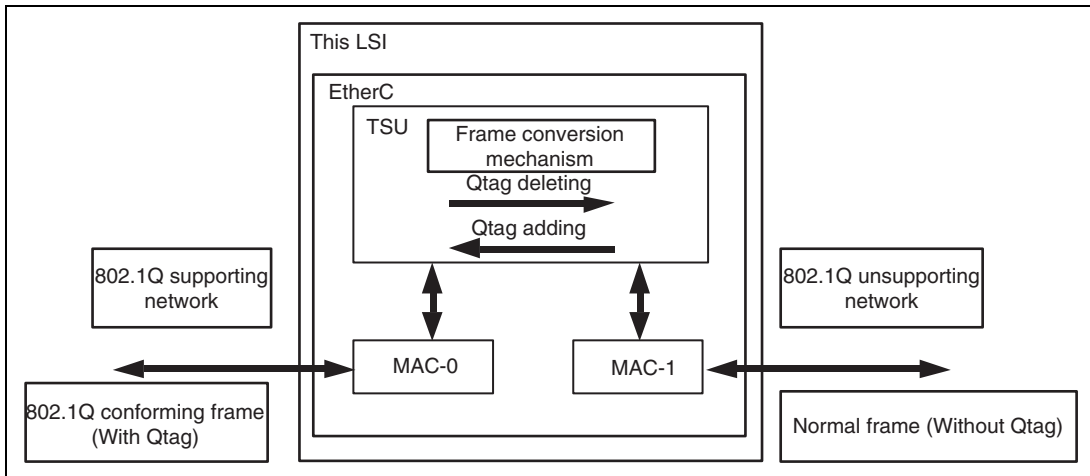 This LSI
EtherC
TSU
Frame conversion
mechanism
Qtag deleting
Qtag adding
802.1Q supporting
network
802.1Q unsupporting
network
MAC-0
MAC-1
802.1Q conforming frame
(With Qtag)
Normal frame (Without Qtag)